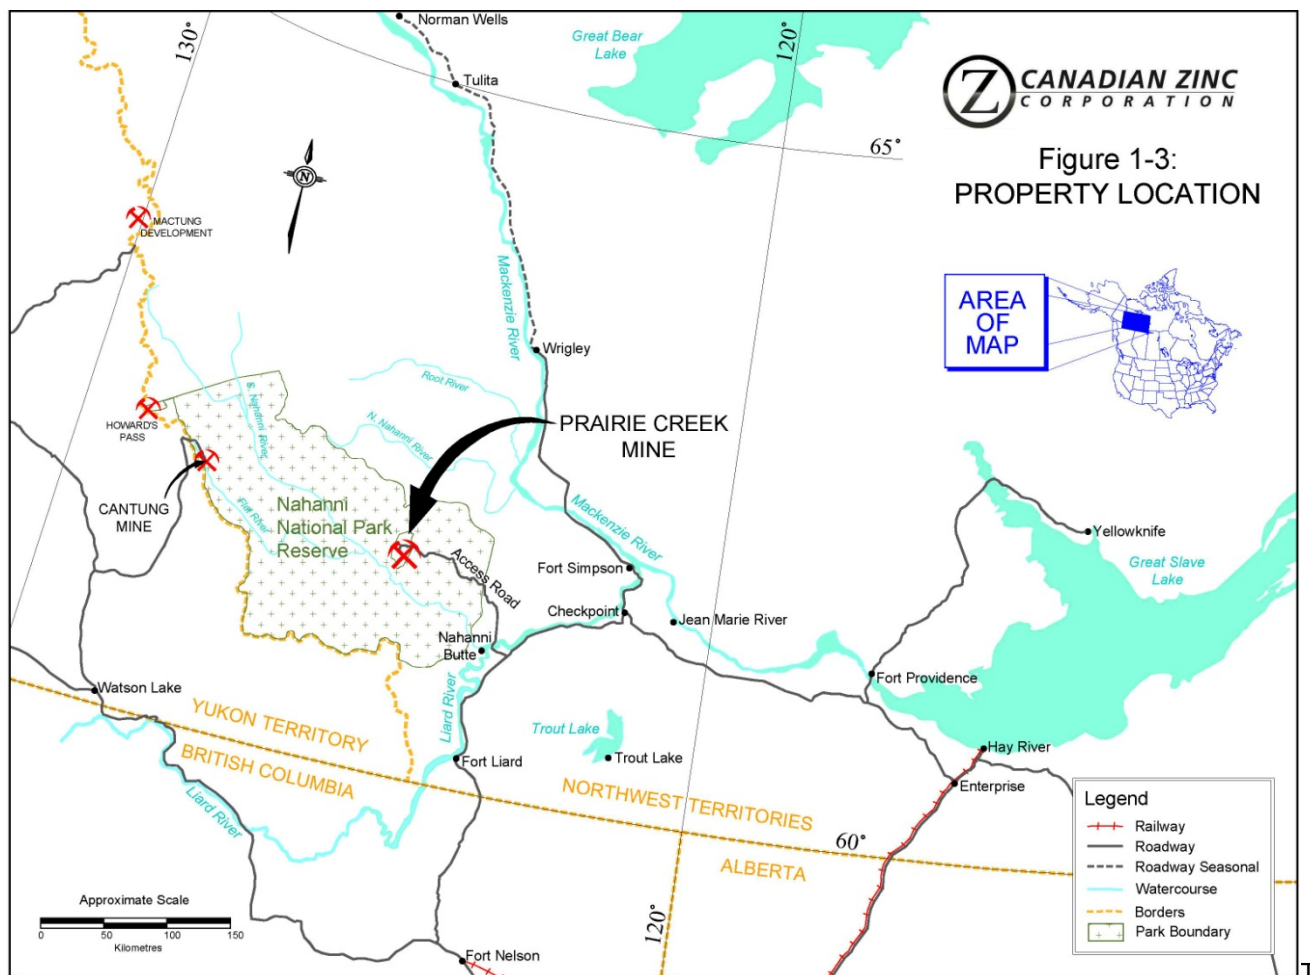 130°
Norman Wells
Great Bear
Lake
120°
Tulita
65°
Z
CANADIAN ZINC
CORPORATION
Figure 1-3:
PROPERTY LOCATION
N
MACTUNG
DEVELOPMENT
Mackenzie River
AREA
OF
MAP
Wrigley
Root River
S. Nahanni River
N. Nahanni River
HOWARD'S
PASS
PRAIRIE CREEK
MINE
CANTUNG
MINE
Nahanni
National Park
Reserve
Flat River
Mackenzie River
Yellowknife
Great Slave
Lake
Access Road
Fort Simpson
Checkpoint
Jean Marie River
Nahanni
Butte
Fort Providence
Watson Lake
Liard River
YUKON TERRITORY
BRITISH COLUMBIA
Trout Lake
Trout Lake
Fort Liard
Hay River
Enterprise
NORTHWEST TERRITORIES
60°
ALBERTA
Liard River
120°
Fort Nelson
Approximate Scale
0 50 100 150
Kilometres
Legend
Railway
Roadway
Roadway Seasonal
Watercourse
Borders
Park Boundary